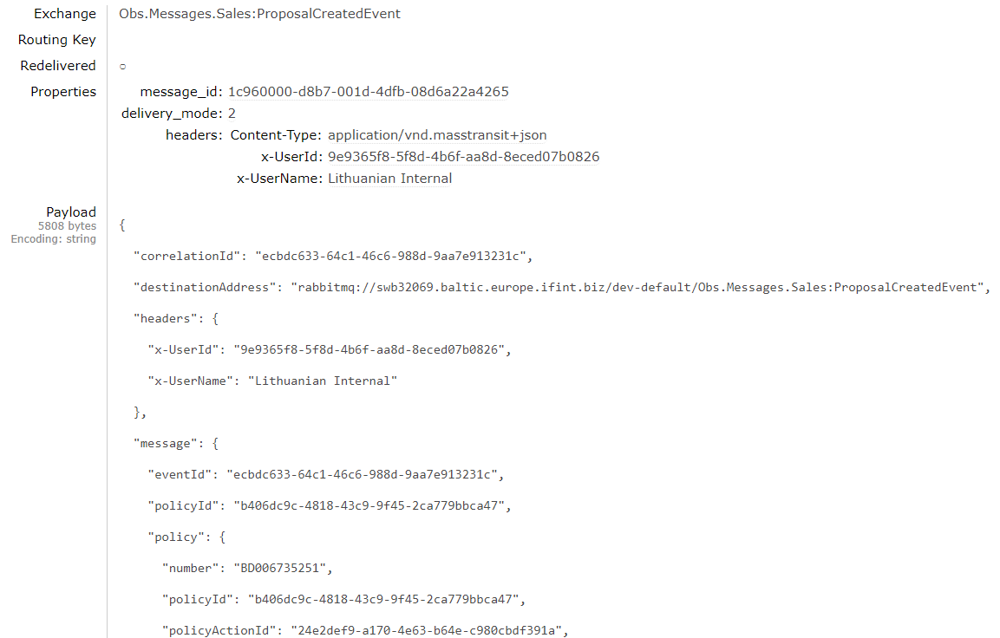 Exchange Obs.Messages.Sales:ProposalCreatedEvent
Routing Key
Redelivered ○
Properties message_id: 1c960000-d8b7-001d-4dfb-08d6a22a4265
delivery_mode: 2
headers: Content-Type: application/vnd.masstransit+json
x-UserId: 9e9365f8-5f8d-4b6f-aa8d-8eced07b0826
x-UserName: Lithuanian Internal
Payload
5808 bytes
Encoding: string
{
"correlationId": "ecbdc633-64c1-46c6-988d-9aa7e913231c",
"destinationAddress": "rabbitmq://swb32069.baltic.europe.ifint.biz/dev-default/Obs.Messages.Sales:ProposalCreatedEvent",
"headers": {
"x-UserId": "9e9365f8-5f8d-4b6f-aa8d-8eced07b0826",
"x-UserName": "Lithuanian Internal"
},
"message": {
"eventId": "ecbdc633-64c1-46c6-988d-9aa7e913231c",
"policyId": "b406dc9c-4818-43c9-9f45-2ca779bbca47",
"policy": {
"number": "BD006735251",
"policyId": "b406dc9c-4818-43c9-9f45-2ca779bbca47",
"policyActionId": "24e2def9-a170-4e63-b64e-c980cbdf391a",